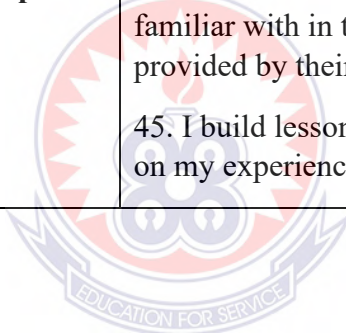 familiar with in t
provided by thei
45. I build lesson
on my experienc
EDUCATION FOR SERVICE